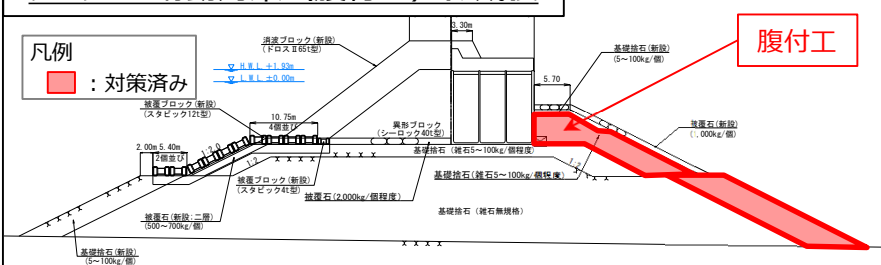 3.30m
消波ブロック(新設)
(ドロスⅡ65t型)
基礎捨石(新設)
(5～100kg/個)
腹付工
凡例
：対策済み
H.W.L +1.93m
L.W.L ±0.00m
5.70
被覆ブロック(新設)
(スタビック12t型)
10.75m
4個並び
異形ブロック
(シーロック40t型)
被覆石(新設)
2.00m
5.40m
2個並び
1:2.0
基礎捨石 (雑石5～100kg/個程度)
1:2
1:2
被覆ブロック(新設)
(スタビック4t型)
被覆石(2,000kg/個程度)
基礎捨石(雑石5～100kg/個程度)
被覆石(新設:二層)
(500～700kg/個)
基礎捨石 (雑石無規格)
基礎捨石(新設)
(5～100kg/個)